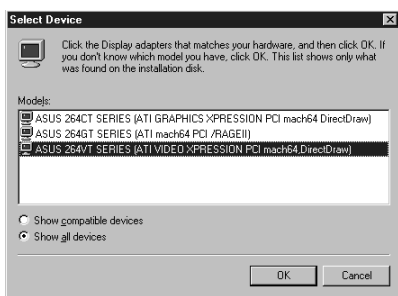 Select Device
Click the Display adapters that matches your hardware, and then click OK. If
you don't know which model you have, click OK. This list shows only what
was found on the installation disk.
Models:
ASUS 264CT SERIES (ATI GRAPHICS XPRESSION PCI mach64 DirectDraw)
ASUS 264GT SERIES (ATI mach64 PCI /RAGEII)
ASUS 264VT SERIES (ATI VIDEO XPRESSION PCI mach64,DirectDraw)
Show compatible devices
Show all devices
OK Cancel